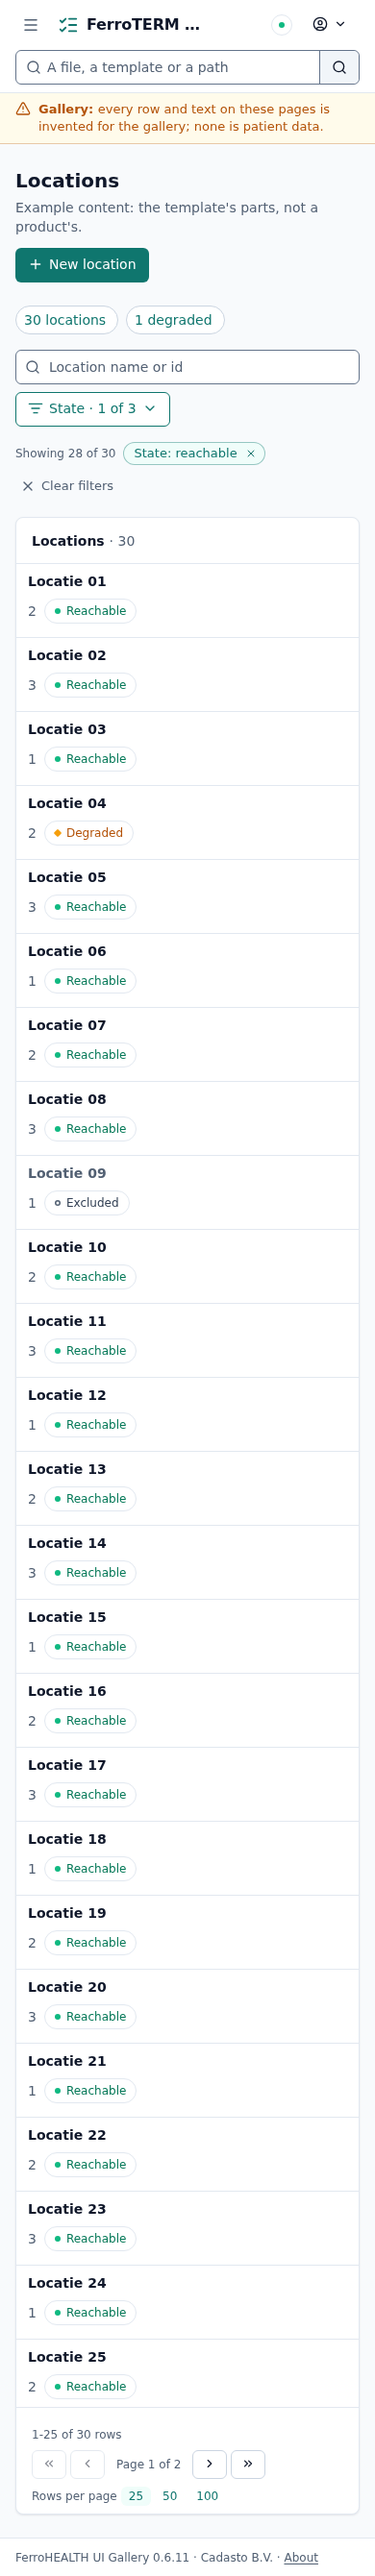 FerroTERM ...
A file, a template or a path
Gallery: every row and text on these pages is
invented for the gallery; none is patient data.
Locations
Example content: the template's parts, not a
product's.
New location
30 locations
1 degraded
Location name or id
State · 1 of 3
Showing 28 of 30
State: reachable
Clear filters
Locations · 30
Locatie 01
2 Reachable
Locatie 02
3 Reachable
Locatie 03
1 Reachable
Locatie 04
2 Degraded
Locatie 05
3 Reachable
Locatie 06
1 Reachable
Locatie 07
2 Reachable
Locatie 08
3 Reachable
Locatie 09
1 Excluded
Locatie 10
2 Reachable
Locatie 11
3 Reachable
Locatie 12
1 Reachable
Locatie 13
2 Reachable
Locatie 14
3 Reachable
Locatie 15
1 Reachable
Locatie 16
2 Reachable
Locatie 17
3 Reachable
Locatie 18
1 Reachable
Locatie 19
2 Reachable
Locatie 20
3 Reachable
Locatie 21
1 Reachable
Locatie 22
2 Reachable
Locatie 23
3 Reachable
Locatie 24
1 Reachable
Locatie 25
2 Reachable
1-25 of 30 rows
Page 1 of 2
Rows per page 25 50 100
FerroHEALTH UI Gallery 0.6.11 · Cadasto B.V. · About